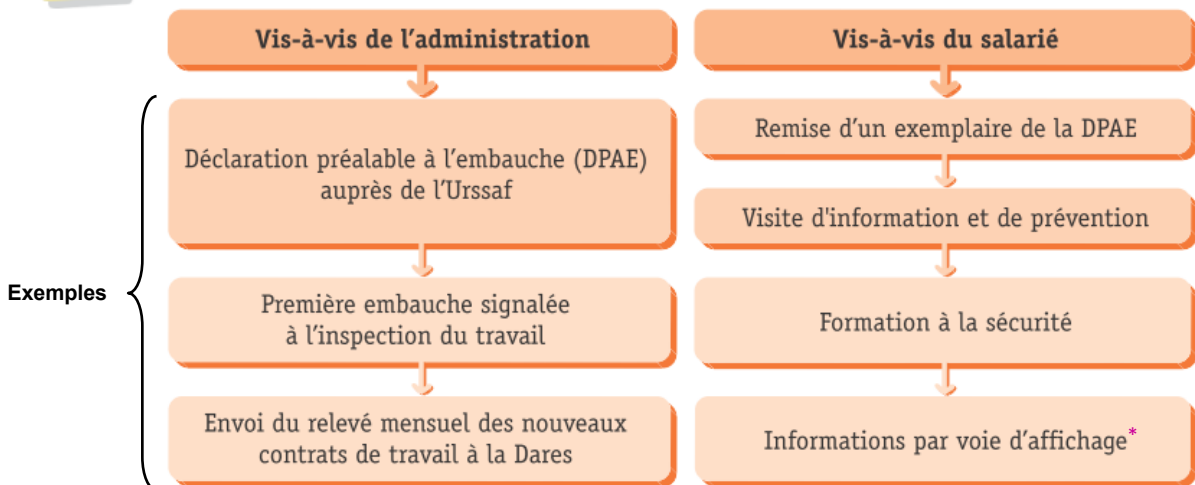 Vis-à-vis de l'administration
Déclaration préalable à l'embauche (DPAE)
auprès de l'Urssaf
Première embauche signalée
à l'inspection du travail
Envoi du relevé mensuel des nouveaux
contrats de travail à la Dares
Vis-à-vis du salarié
Remise d'un exemplaire de la DPAE
Visite d'information et de prévention
Formation à la sécurité
Informations par voie d'affichage*
Exemples